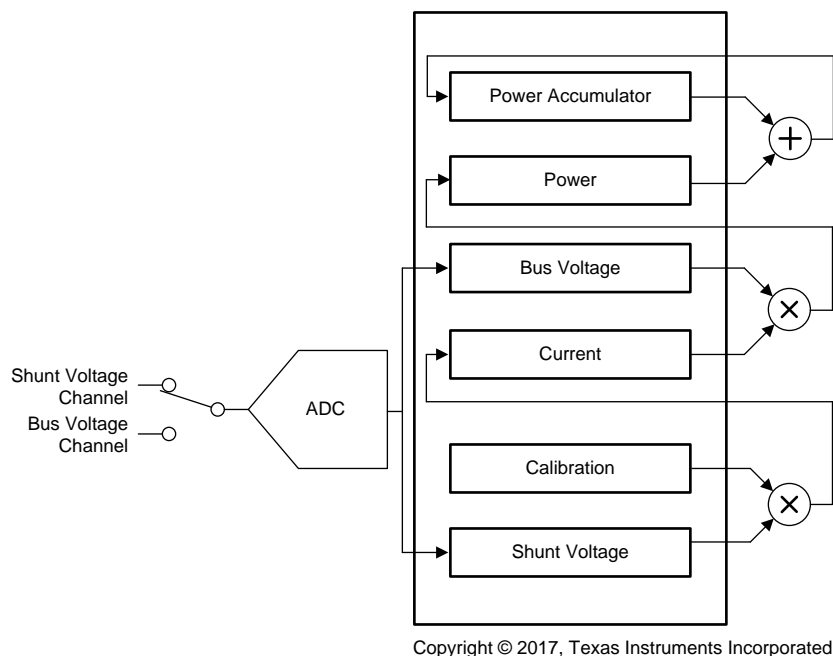 Power Accumulator
+
Power
Bus Voltage
×
Current
Shunt Voltage
Channel
ADC
Bus Voltage
Channel
Calibration
×
Shunt Voltage
Copyright © 2017, Texas Instruments Incorporated